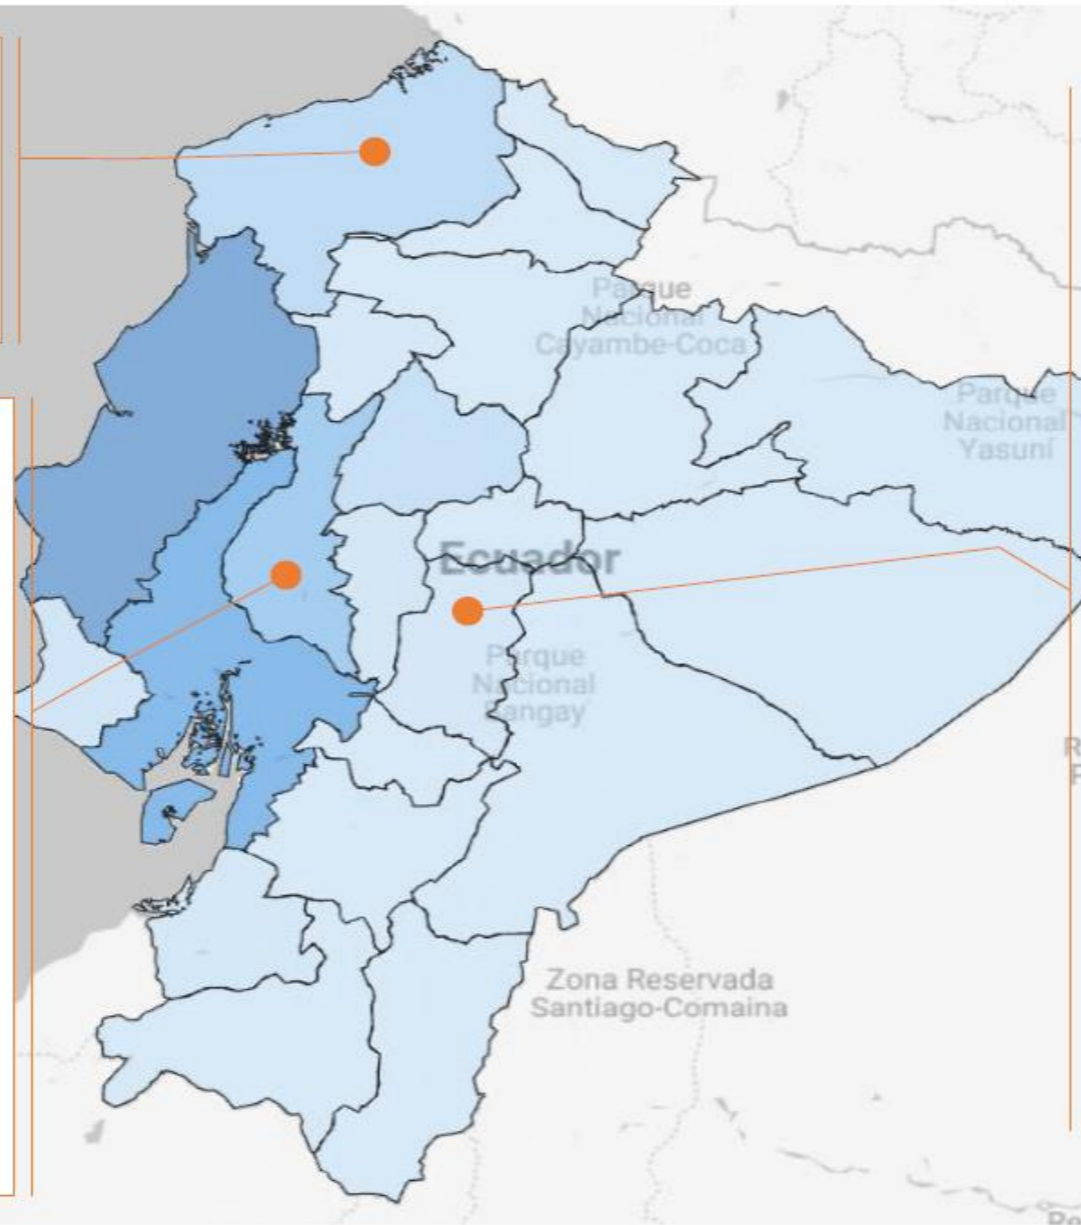 Parque
Nacional
Cayambe-Coca
Parque
Nacional
Yasuní
Ecuador
Parque
Nacional
Sangay
Zona Reservada
Santiago-Comaina